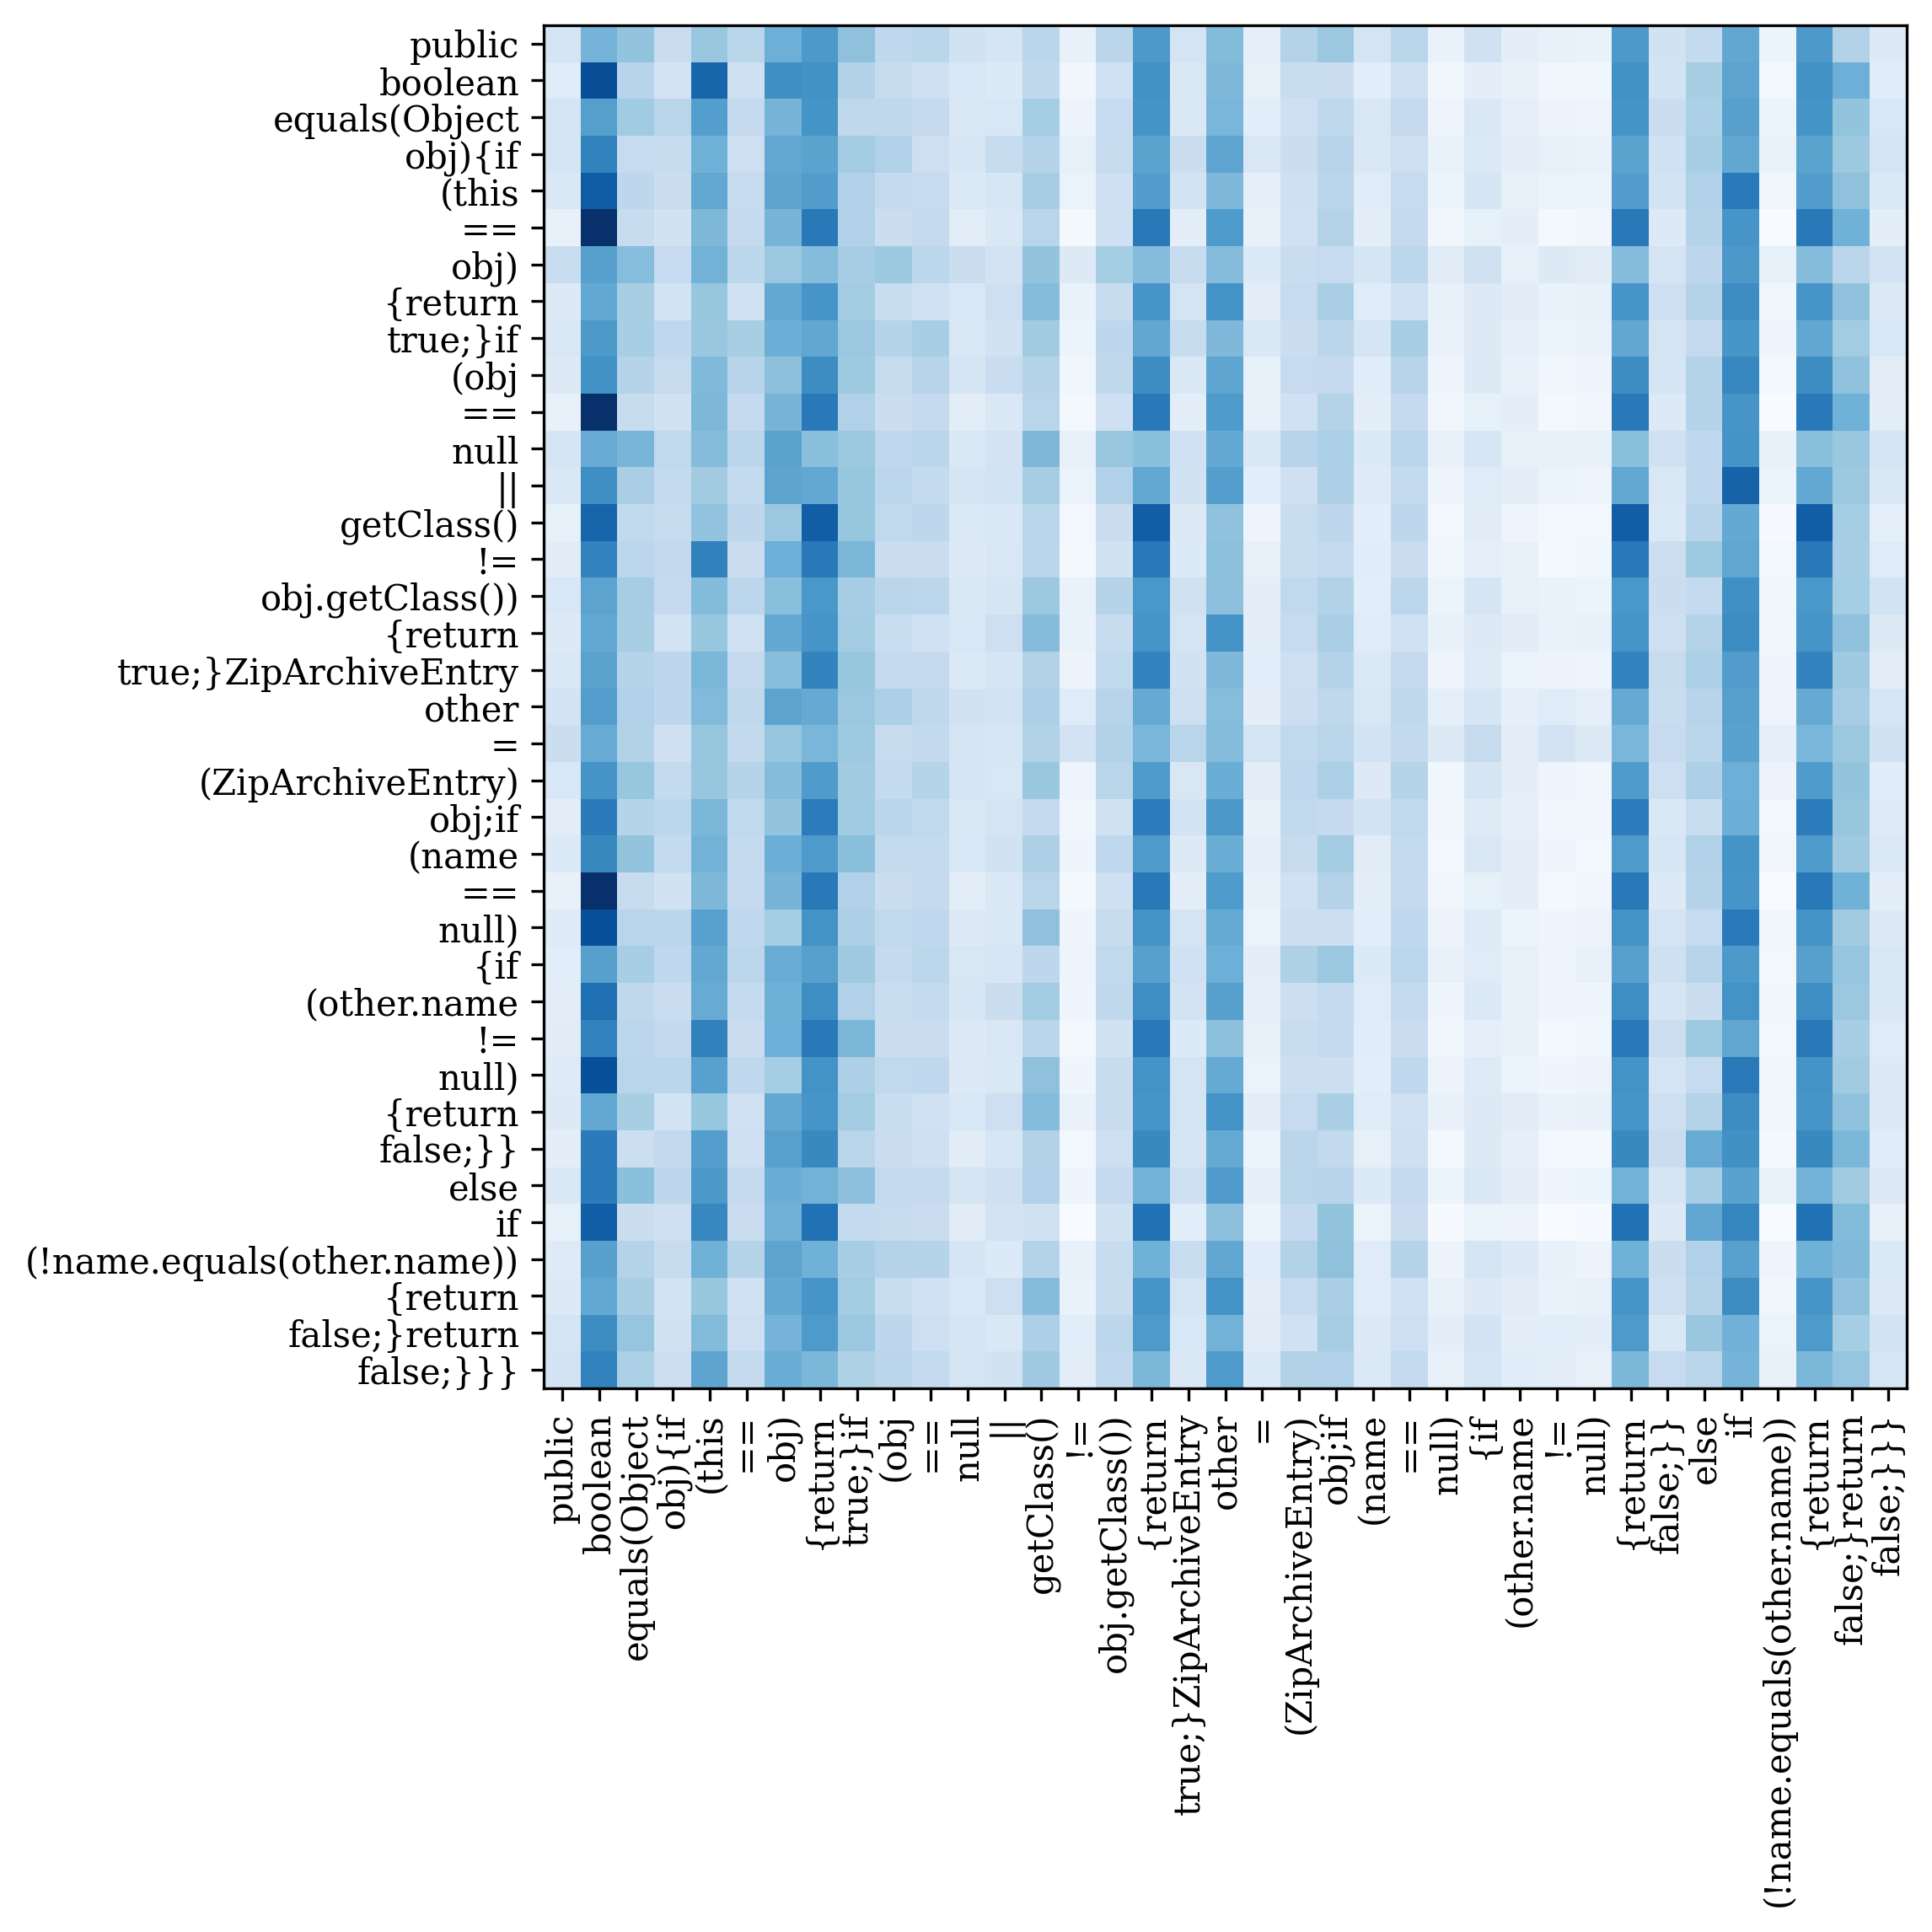 public
boolean
equals(Object
obj){if
(this
==
obj)
{return
true;}if
(obj
==
null
||
getClass()
!=
obj.getClass())
{return
true;}ZipArchiveEntry
other
=
(ZipArchiveEntry)
obj;if
(name
==
null)
{if
(other.name
!=
null)
{return
false;}}
else
if
(!name.equals(other.name))
{return
false;}return
false;}}}
public
boolean
equals(Object
obj){if
(this
==
obj)
{return
true;}if
(obj
==
null
||
getClass()
!=
obj.getClass())
{return
true;}ZipArchiveEntry
other
=
(ZipArchiveEntry)
obj;if
(name
==
null)
{if
(other.name
!=
null)
{return
false;}}
else
if
(!name.equals(other.name))
{return
false;}return
false;}}}